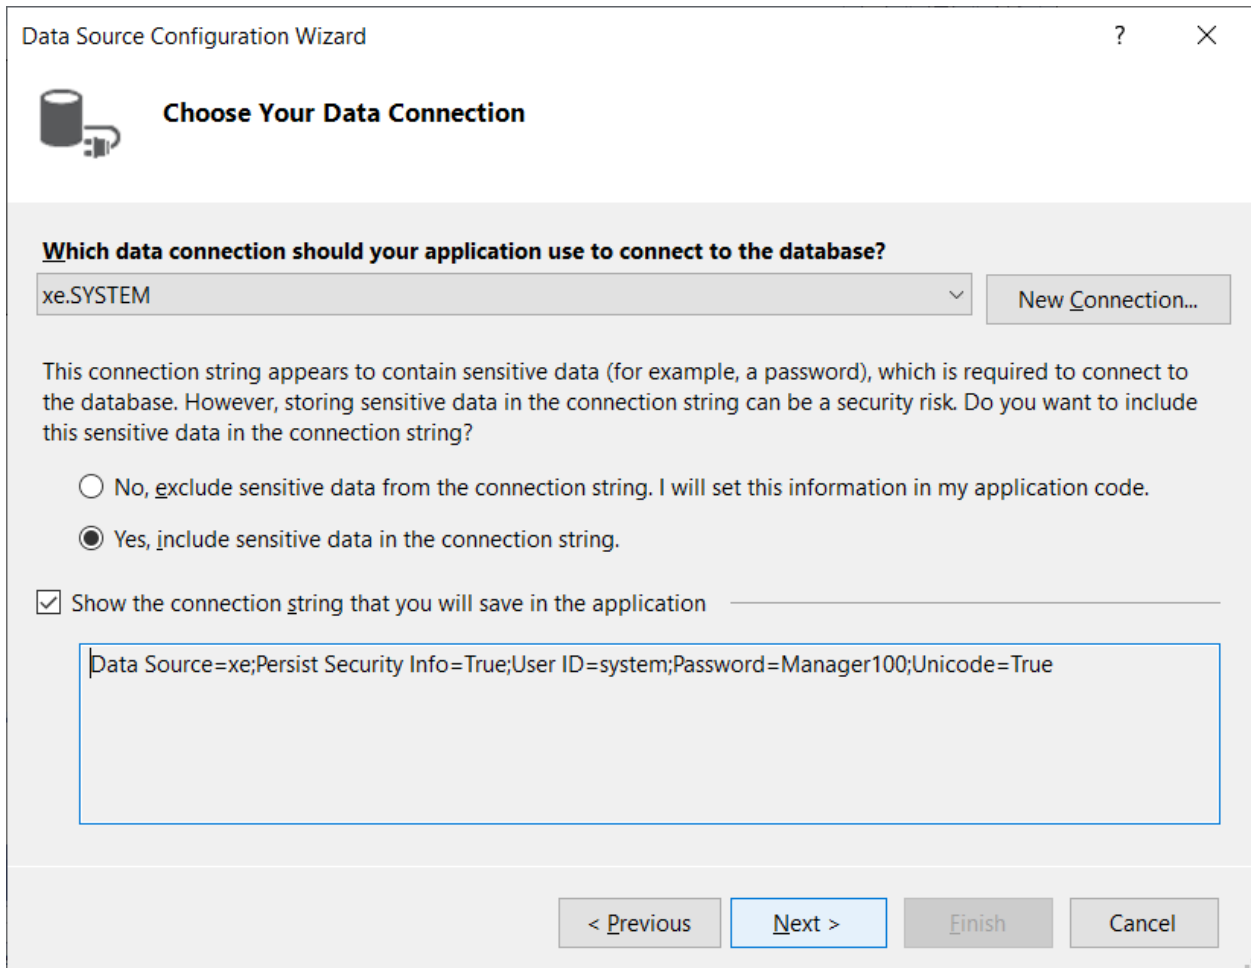 Data Source Configuration Wizard
?
Choose Your Data Connection
Which data connection should your application use to connect to the database?
xe.SYSTEM
New Connection...
This connection string appears to contain sensitive data (for example, a password), which is required to connect to
the database. However, storing sensitive data in the connection string can be a security risk. Do you want to include
this sensitive data in the connection string?
No, exclude sensitive data from the connection string. I will set this information in my application code.
Yes, include sensitive data in the connection string.
Show the connection string that you will save in the application
Data Source=xe;Persist Security Info=True;User ID=system;Password=Manager100;Unicode=True
< Previous
Next >
Finish
Cancel